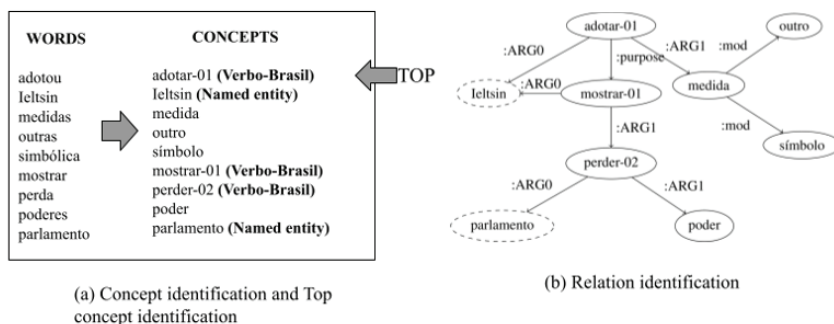 WORDS
adotou
Ieltsin
medidas
outras
simbólica
mostrar
perda
poderes
parlamento
CONCEPTS
adotar-01 (Verbo-Brasil)
Ieltsin (Named entity)
medida
outro
símbolo
mostrar-01 (Verbo-Brasil)
perder-02 (Verbo-Brasil)
poder
parlamento (Named entity)
TOP
(a) Concept identification and Top
concept identification
adotar-01
outro
:ARG0
:purpose
:ARG1
:mod
Ieltsin
:ARG0
mostrar-01
medida
:ARG1
:mod
símbolo
perder-02
:ARG0
:ARG1
parlamento
poder
(b) Relation identification